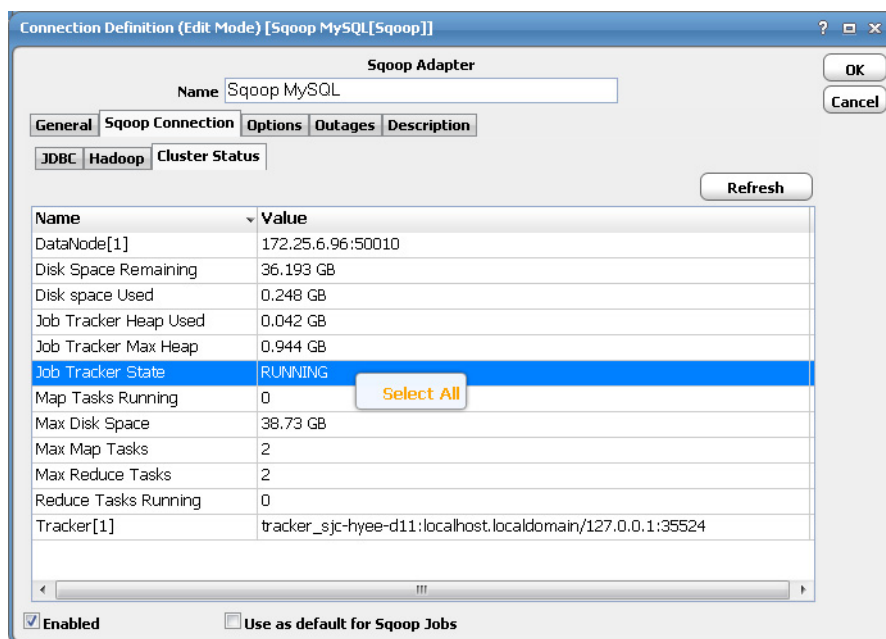 Connection Definition (Edit Mode) [Sqoop MySQL[Sqoop]]
Sqoop Adapter
OK
Name Sqoop MySQL
Cancel
General Sqoop Connection Options Outages Description
JDBC Hadoop Cluster Status
Refresh
Name Value
DataNode[1] 172.25.6.96:50010
Disk Space Remaining 36.193 GB
Disk space Used 0.248 GB
Job Tracker Heap Used 0.042 GB
Job Tracker Max Heap 0.944 GB
Job Tracker State RUNNING
Select All
Map Tasks Running 0
Max Disk Space 38.73 GB
Max Map Tasks 2
Max Reduce Tasks 2
Reduce Tasks Running 0
Tracker[1] tracker_sjc-hyee-d11:localhost.localdomain/127.0.0.1:35524
Enabled Use as default for Sqoop Jobs